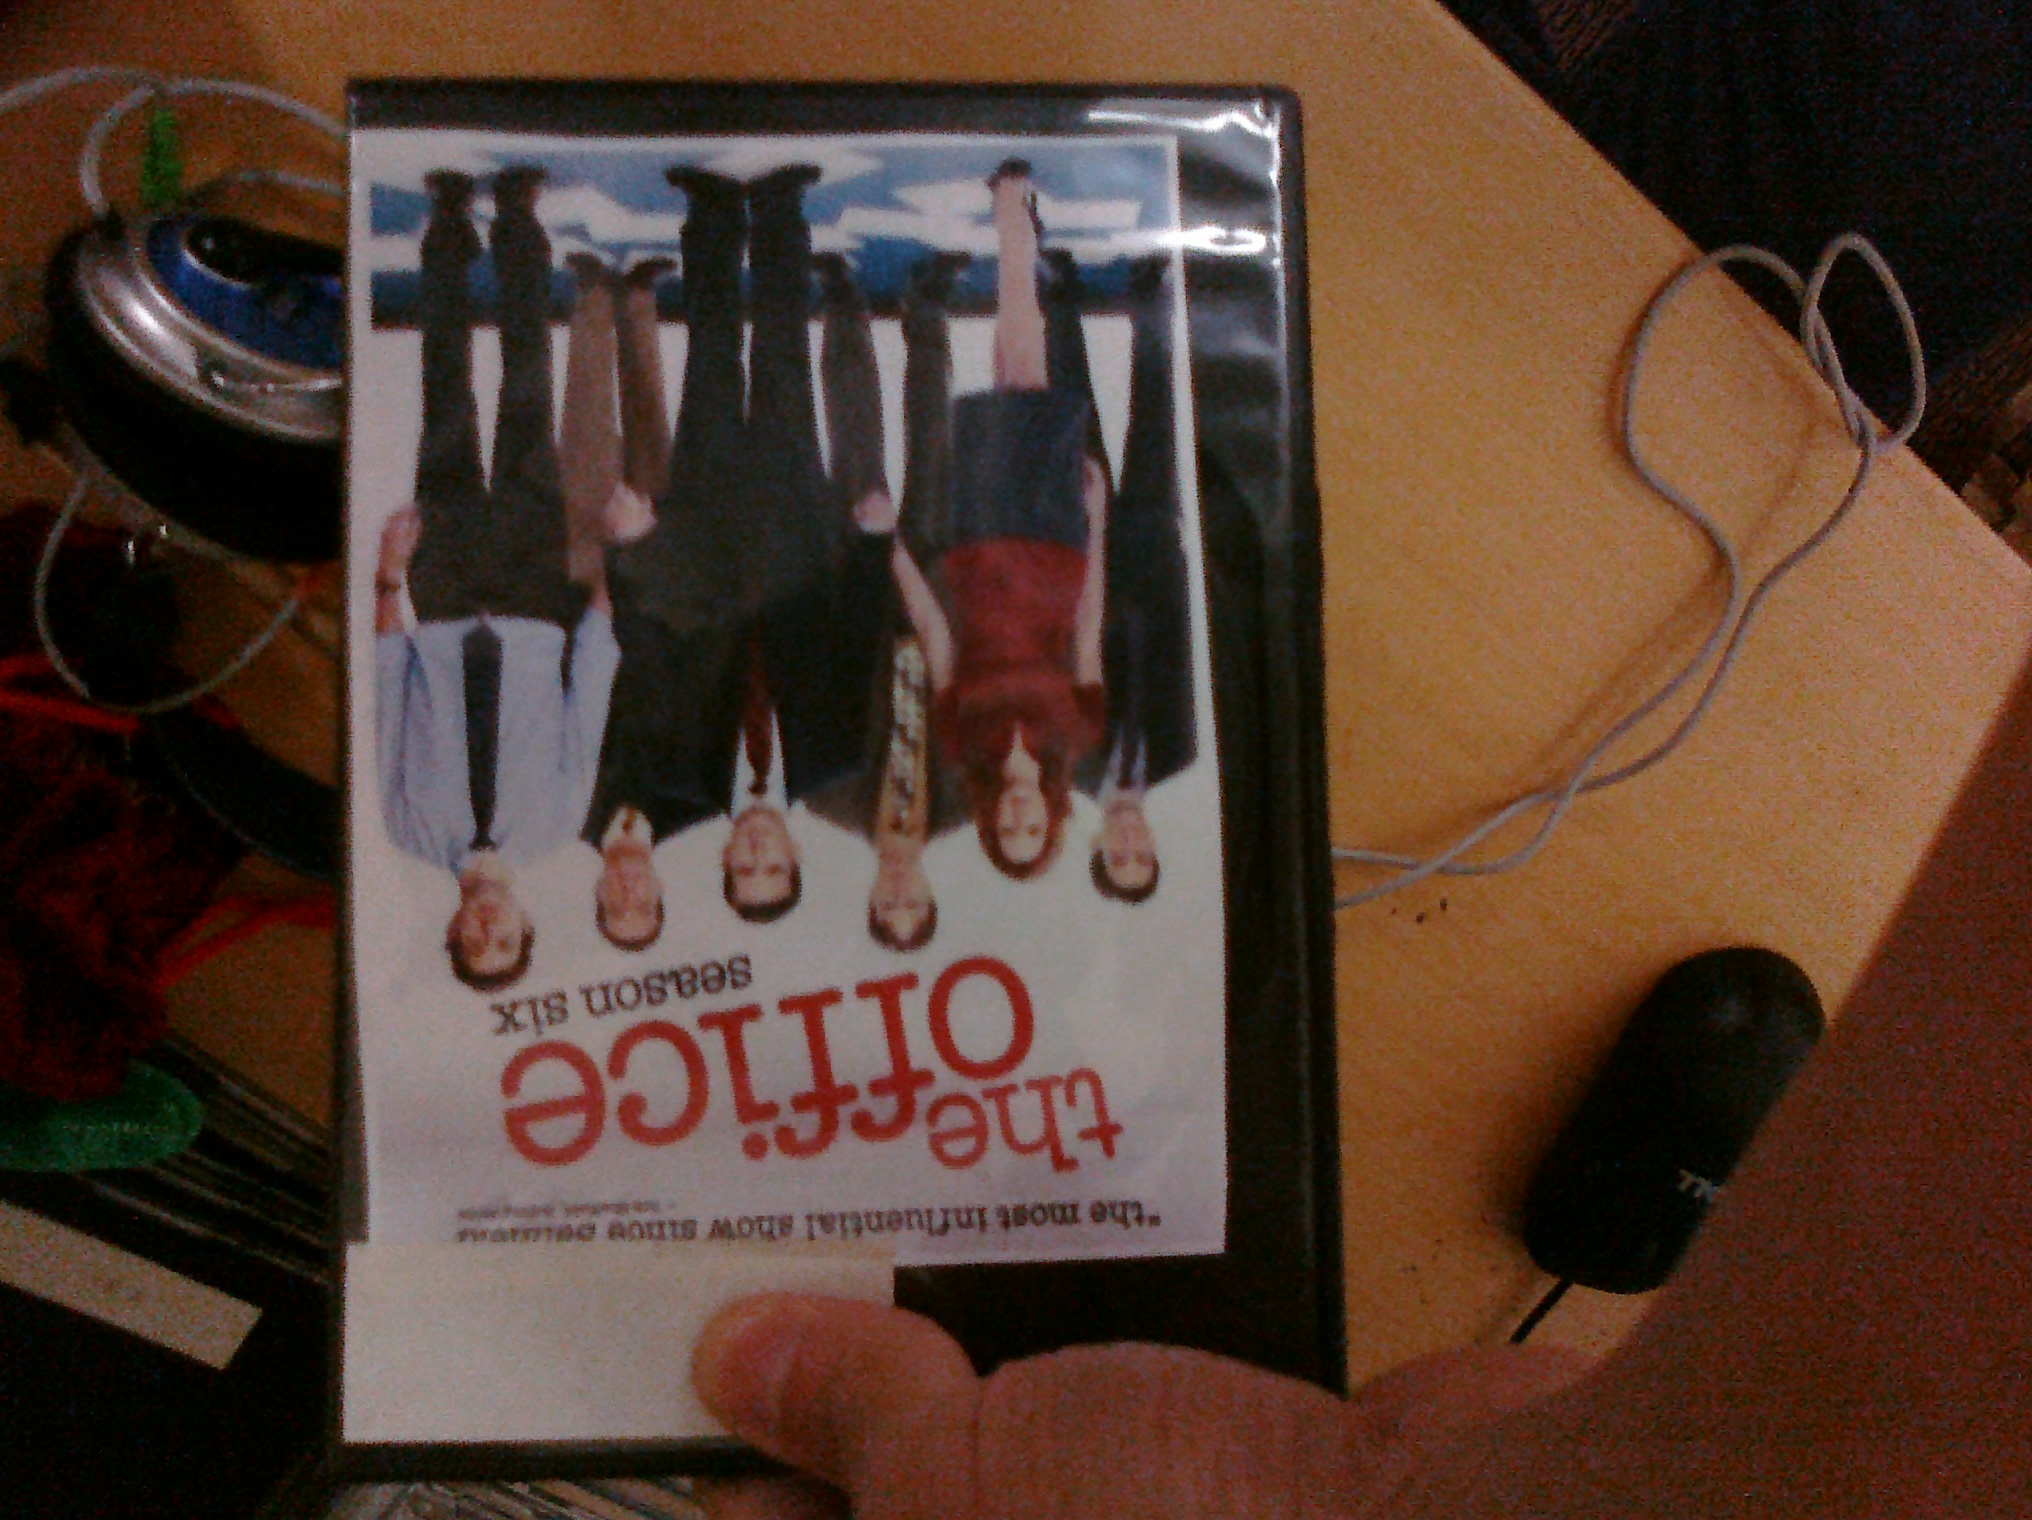 "the most influential show since seinfeld
the
office
season six